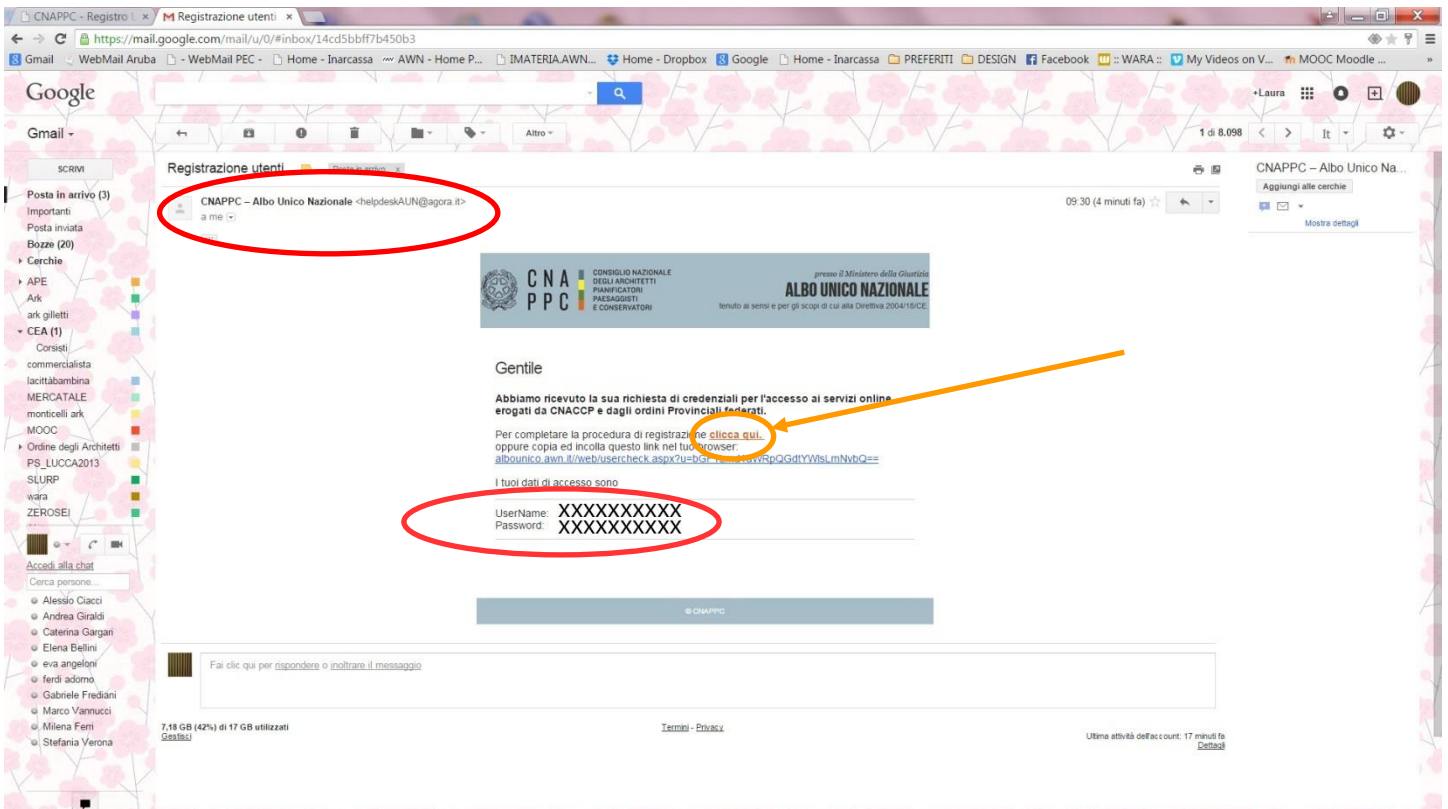 CNAPPC - Registro U
Registrazione utenti
https://mail.google.com/mail/u/0/#inbox/14cd5bbff7b450b3
Gmail WebMail Aruba - WebMail PEC - Home - Inarcassa AWN - Home P... IMATERIA.AWN... Home - Dropbox Google Home - Inarcassa PREFERITI DESIGN Facebook :: WARA :: My Videos on V... MOOC Moodle ... »
Google
+Laura
Gmail
Altro
1 di 8.098
It
SCRIVI
Registrazione utenti
Posta in arrivo x
CNAPPC – Albo Unico Na...
Aggiungi alle cerchie
Mostra dettagli
Posta in arrivo (3)
Importanti
Posta inviata
Bozze (20)
Cerchie
APE
Ark
ark gilletti
CEA (1)
Corsisti
commercialista
lacittàbambina
MERCATALE
monticelli ark
MOOC
Ordine degli Architetti
PS_LUCCA2013
SLURP
wara
ZEROSEI
Accedi alla chat
Cerca persone...
Alessio Ciacci
Andrea Giraldi
Caterina Gargari
Elena Bellini
eva angeloni
ferdi adorno
Gabriele Frediani
Marco Vannucci
Milena Ferri
Stefania Verona
CNAPPC – Albo Unico Nazionale <helpdeskAUN@agora.it>
a me
09:30 (4 minuti fa)
CNA
PPC
CONSIGLIO NAZIONALE
DEGLI ARCHITETTI
PIANIFICATORI
PAESAGGISTI
E CONSERVATORI
presso il Ministero della Giustizia
ALBO UNICO NAZIONALE
tenuto ai sensi e per gli scopi di cui alla Direttiva 2004/18/CE.
Gentile
Abbiamo ricevuto la sua richiesta di credenziali per l'accesso ai servizi online
erogati da CNACCP e dagli ordini Provinciali federati.
Per completare la procedura di registrazione clicca qui.
oppure copia ed incolla questo link nel tuo browser:
albounico.awn.it//web/usercheck.aspx?u=
I tuoi dati di accesso sono
UserName: XXXXXXXXXX
Password: XXXXXXXXXX
© CNAPPC
Fai clic qui per rispondere o inoltrare il messaggio
7,18 GB (42%) di 17 GB utilizzati
Gestisci
Termini - Privacy
Ultima attività dell'account: 17 minuti fa
Dettagli